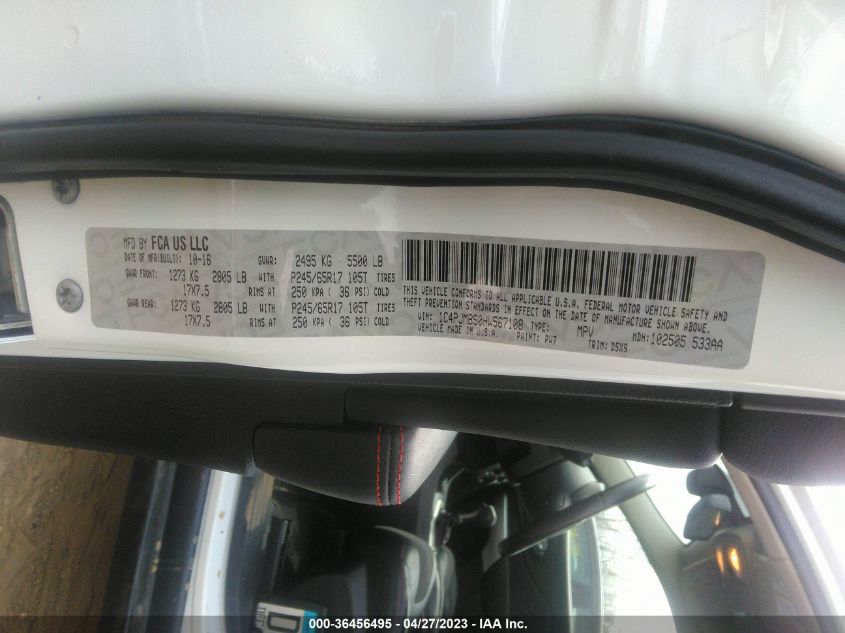 MFD BY FCA US LLC
DATE OF MFR(BUILT): 10-16 GVWR: 2495 KG 5500 LB
GAWR FRONT: 1273 KG 2805 LB WITH P245/65R17 105T TIRES
17X7.5 RIMS AT 250 KPA ( 36 PSI) COLD
GAWR REAR: 1273 KG 2805 LB WITH P245/65R17 105T TIRES
17X7.5 RIMS AT 250 KPA ( 36 PSI) COLD
THIS VEHICLE CONFORMS TO ALL APPLICABLE U.S.A. FEDERAL MOTOR VEHICLE SAFETY AND
THEFT PREVENTION STANDARDS IN EFFECT ON THE DATE OF MANUFACTURE SHOWN ABOVE.
VIN: 1C4PJMBS0HW567108 TYPE: MPV MDH: 102505 533AA
MADE IN U.S.A. PAINT: PW7 TRIM: D5X9
000-36456495 - 04/27/2023 - IAA Inc.